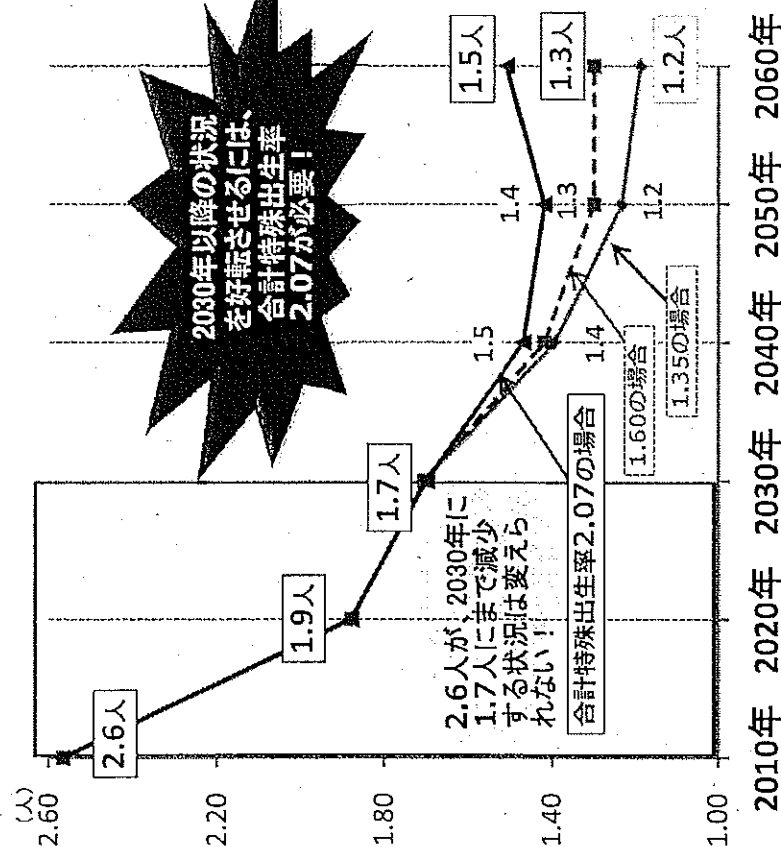 (人)
2.60
2.20
1.80
1.40
1.00
2010年
2020年
2030年
2040年
2050年
2060年
2.6人
1.9人
1.7人
2.6人が、2030年に
1.7人にまで減少
する状況は変えら
れない!
合計特殊出生率2.07の場合
1.60の場合
1.35の場合
1.5
1.4
1.4
1.3
1.2
1.5人
1.3人
1.2人
2030年以降の状況
を好転させるには、
合計特殊出生率
2.07が必要!